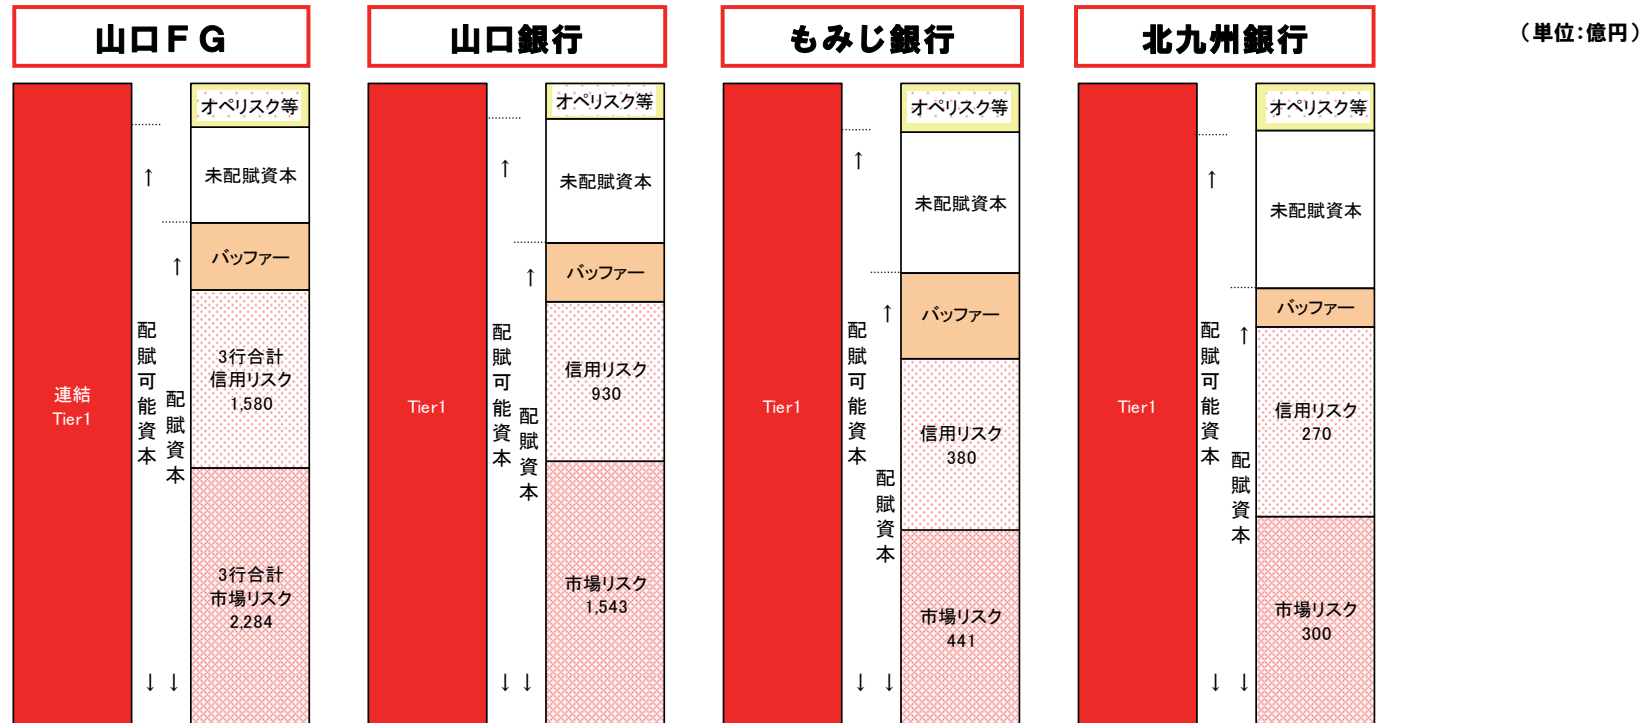 山口FG
山口銀行
もみじ銀行
北九州銀行
(単位:億円)
連結
Tier1
↑
配賦可能資本
↓
↑
配賦資本
↓
オペリスク等
未配賦資本
バッファー
3行合計
信用リスク
1,580
3行合計
市場リスク
2,284
Tier1
↑
配賦可能資本
↓
↑
配賦資本
↓
オペリスク等
未配賦資本
バッファー
信用リスク
930
市場リスク
1,543
Tier1
↑
配賦可能資本
↓
↑
配賦資本
↓
オペリスク等
未配賦資本
バッファー
信用リスク
380
市場リスク
441
Tier1
↑
配賦可能資本
↓
↑
配賦資本
↓
オペリスク等
未配賦資本
バッファー
信用リスク
270
市場リスク
300